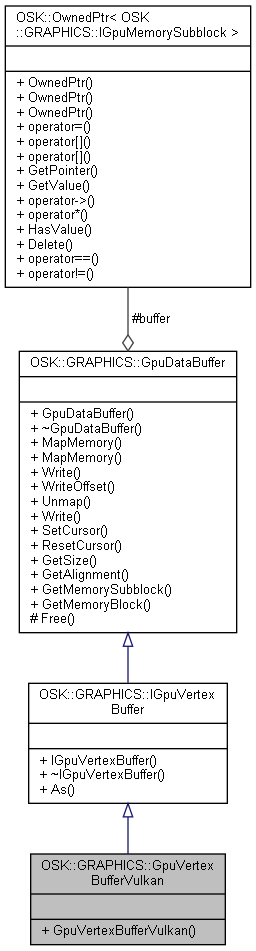 OSK::OwnedPtr< OSK
::GRAPHICS::IGpuMemorySubblock >
+ OwnedPtr()
+ OwnedPtr()
+ OwnedPtr()
+ operator=()
+ operator[]()
+ operator[]()
+ GetPointer()
+ GetValue()
+ operator->()
+ operator*()
+ HasValue()
+ Delete()
+ operator==()
+ operator!=()
#buffer
OSK::GRAPHICS::GpuDataBuffer
+ GpuDataBuffer()
+ ~GpuDataBuffer()
+ MapMemory()
+ MapMemory()
+ Write()
+ WriteOffset()
+ Unmap()
+ Write()
+ SetCursor()
+ ResetCursor()
+ GetSize()
+ GetAlignment()
+ GetMemorySubblock()
+ GetMemoryBlock()
# Free()
OSK::GRAPHICS::IGpuVertex
Buffer
+ IGpuVertexBuffer()
+ ~IGpuVertexBuffer()
+ As()
OSK::GRAPHICS::GpuVertex
BufferVulkan
+ GpuVertexBufferVulkan()